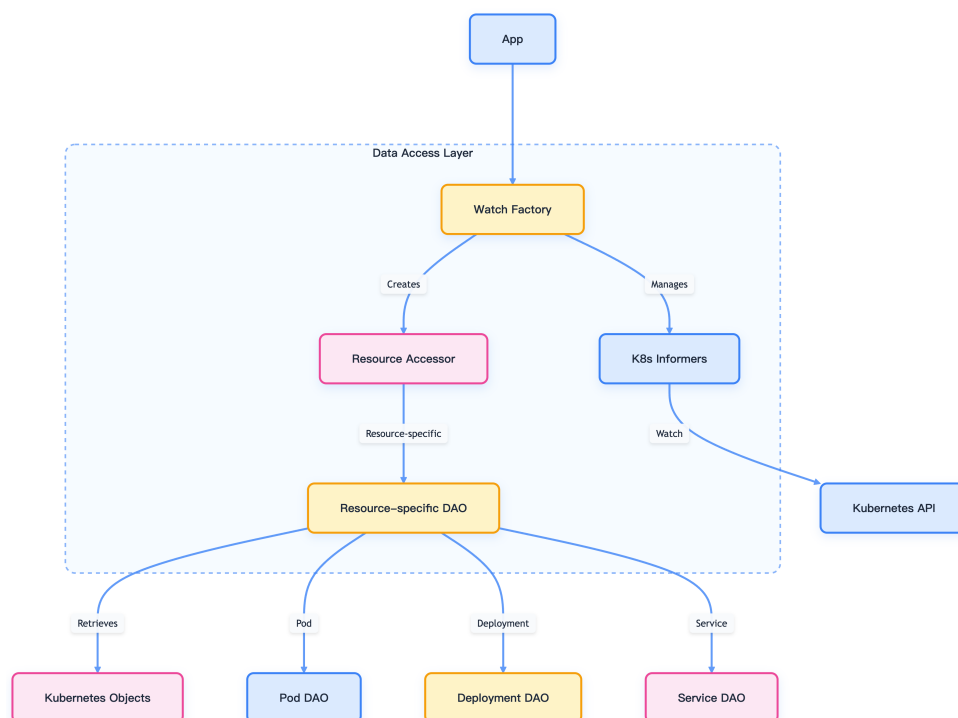 App
Data Access Layer
Watch Factory
Creates
Manages
Resource Accessor
K8s Informers
Resource-specific
Watch
Resource-specific DAO
Kubernetes API
Retrieves
Pod
Deployment
Service
Kubernetes Objects
Pod DAO
Deployment DAO
Service DAO